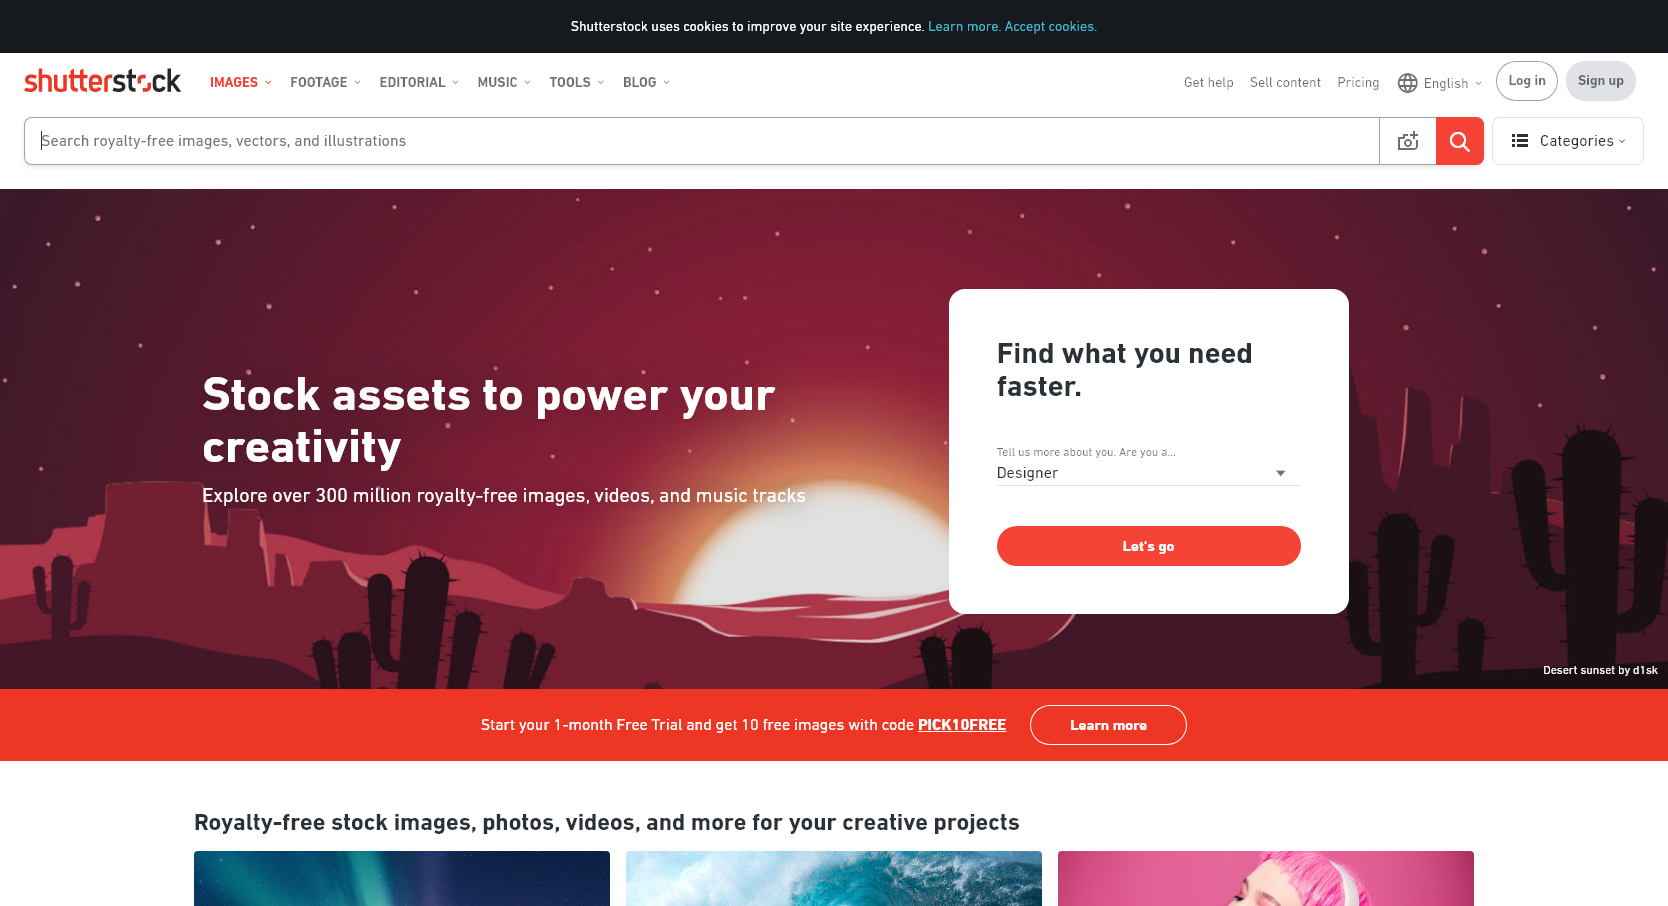 Shutterstock uses cookies to improve your site experience. Learn more. Accept cookies.
shutterstock IMAGES FOOTAGE EDITORIAL MUSIC TOOLS BLOG Get help Sell content Pricing English Log in Sign up
Search royalty-free images, vectors, and illustrations Categories
Stock assets to power your
creativity
Explore over 300 million royalty-free images, videos, and music tracks
Find what you need
faster.
Tell us more about you. Are you a...
Designer
Let's go
Desert sunset by d1sk
Start your 1-month Free Trial and get 10 free images with code PICK10FREE Learn more
Royalty-free stock images, photos, videos, and more for your creative projects